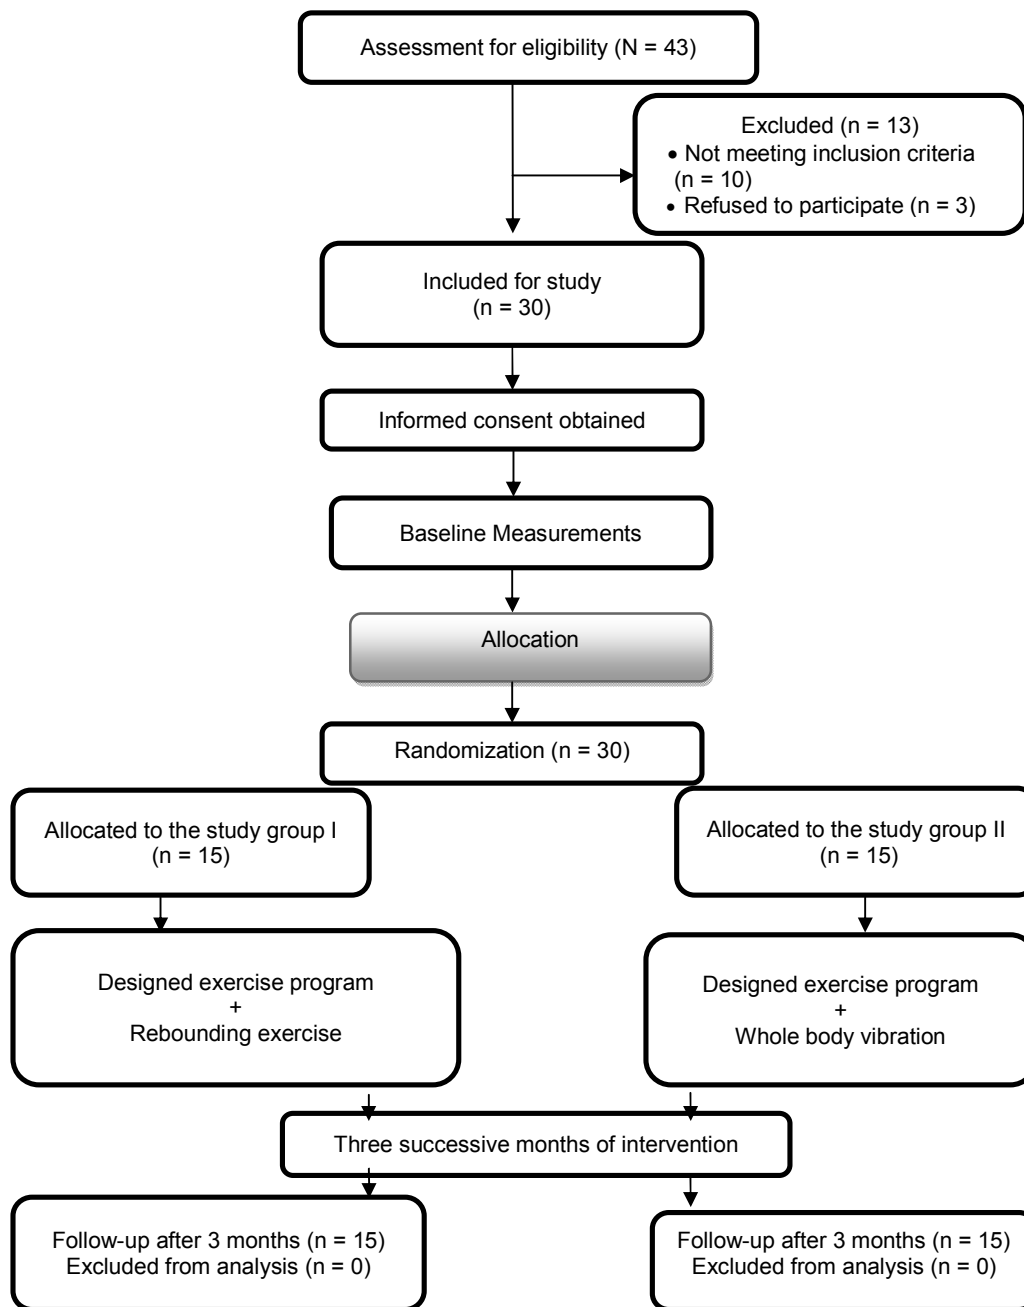 Assessment for eligibility (N = 43)
Excluded (n = 13)
• Not meeting inclusion criteria
(n = 10)
• Refused to participate (n = 3)
Included for study
(n = 30)
Informed consent obtained
Baseline Measurements
Allocation
Randomization (n = 30)
Allocated to the study group I
(n = 15)
Allocated to the study group II
(n = 15)
Designed exercise program
+
Rebounding exercise
Designed exercise program
+
Whole body vibration
Three successive months of intervention
Follow-up after 3 months (n = 15)
Excluded from analysis (n = 0)
Follow-up after 3 months (n = 15)
Excluded from analysis (n = 0)